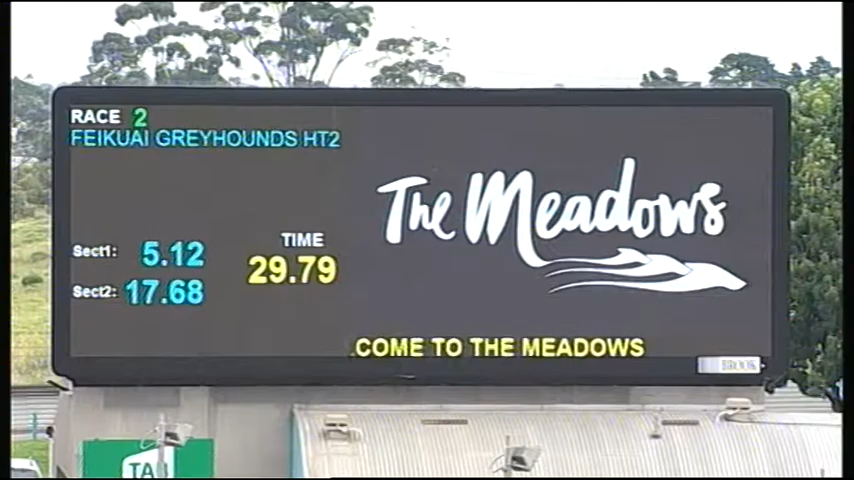 RACE 2
FEIKUAI GREYHOUNDS HT2
The Meadows
Sect1: 5.12
TIME
29.79
Sect2: 17.68
.COME TO THE MEADOWS
TAB